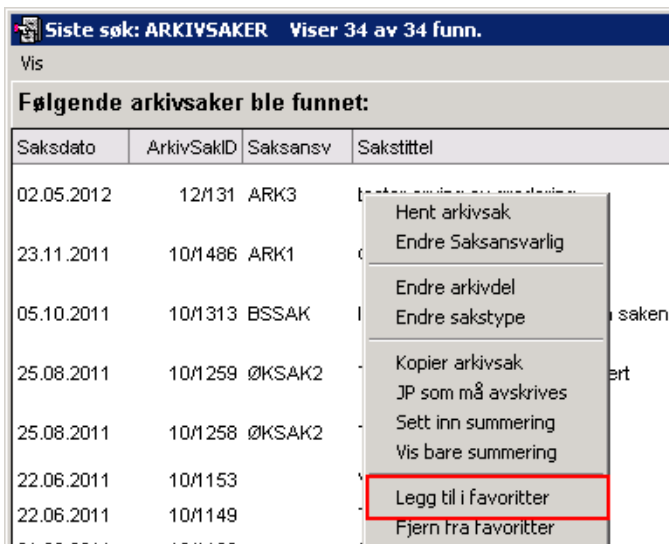 Siste søk: ARKIVSAKER Viser 34 av 34 funn.
Vis
Følgende arkivsaker ble funnet:
Saksdato ArkivSakID Saksansv Sakstittel
02.05.2012 12/131 ARK3
Hent arkivsak
Endre Saksansvarlig
23.11.2011 10/1486 ARK1
Endre arkivdel
05.10.2011 10/1313 BSSAK saken
Endre sakstype
Kopier arkivsak
25.08.2011 10/1259 ØKSAK2
JP som må avskrives
Sett inn summering
25.08.2011 10/1258 ØKSAK2
Vis bare summering
22.06.2011 10/1153
Legg til i favoritter
22.06.2011 10/1149
Fjern fra favoritter